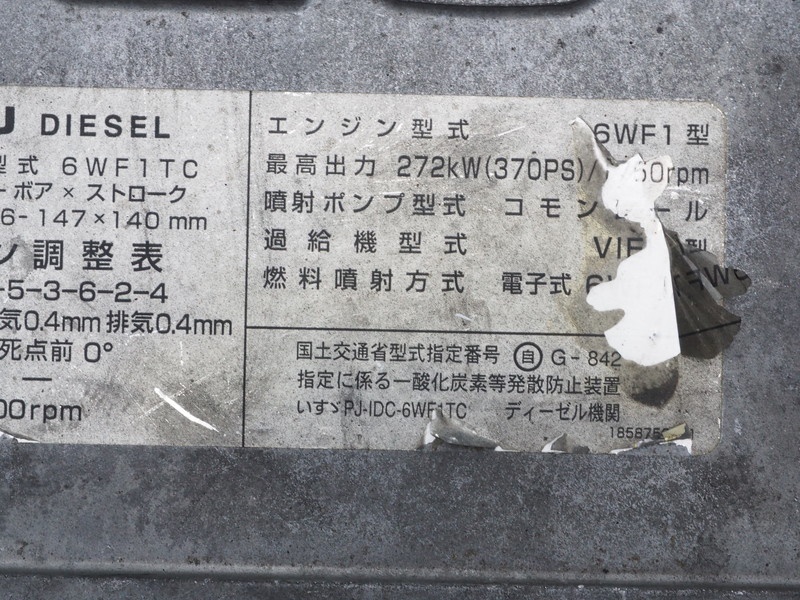 DIESEL
型式 6WF1TC
ボア×ストローク
6-147×140mm
調整表
-5-3-6-2-4
気0.4mm 排気0.4mm
死点前 0°
—
00rpm
エンジン型式 6WF1型
最高出力 272kW(370PS)/ 50rpm
噴射ポンプ型式 コモン ール
過給機型式 型
燃料噴射方式 電子式
国土交通省型式指定番号 自 G-842
指定に係る一酸化炭素等発散防止装置
いすゞPJ-IDC-6WF1TC ディーゼル機関